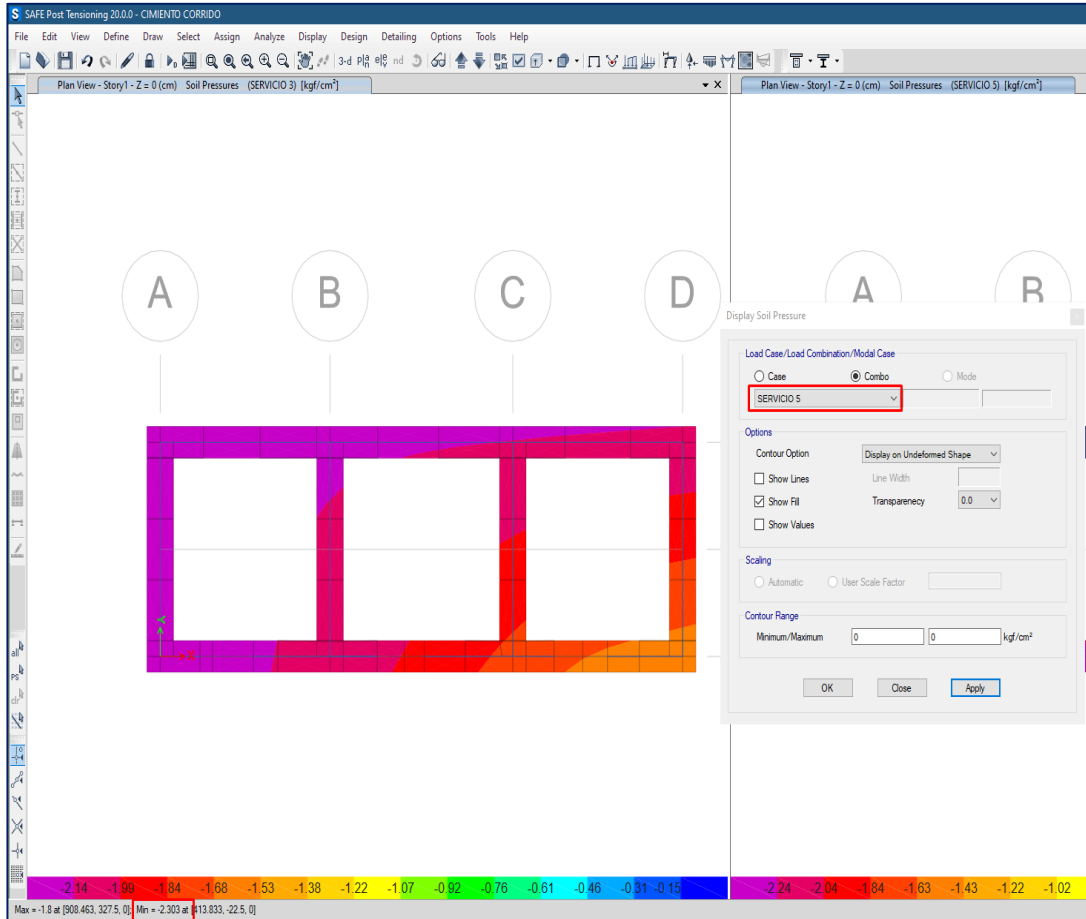 SAFE Post Tensioning 20.0.0 - CIMIENTO CORRIDO
File Edit View Define Draw Select Assign Analyze Display Design Detailing Options Tools Help
3-d
nd
Plan View - Story1 - Z = 0 (cm) Soil Pressures (SERVICIO 3) [kgf/cm²]
Plan View - Story1 - Z = 0 (cm) Soil Pressures (SERVICIO 5) [kgf/cm²]
A B C D
A B
Display Soil Pressure
Load Case/Load Combination/Modal Case
Case Combo Mode
SERVICIO 5
Options
Contour Option Display on Undeformed Shape
Show Lines Line Width
Show Fill Transparenecy 0.0
Show Values
Scaling
Automatic User Scale Factor
Contour Range
Minimum/Maximum 0 0 kgf/cm²
OK Close Apply
Y
X
all
PS
clr
-2.14 -1.99 -1.84 -1.68 -1.53 -1.38 -1.22 -1.07 -0.92 -0.76 -0.61 -0.46 -0.31 -0.15
-2.24 -2.04 -1.84 -1.63 -1.43 -1.22 -1.02
Max = -1.8 at [908.463, 327.5, 0]; Min = -2.303 at [413.833, -22.5, 0]